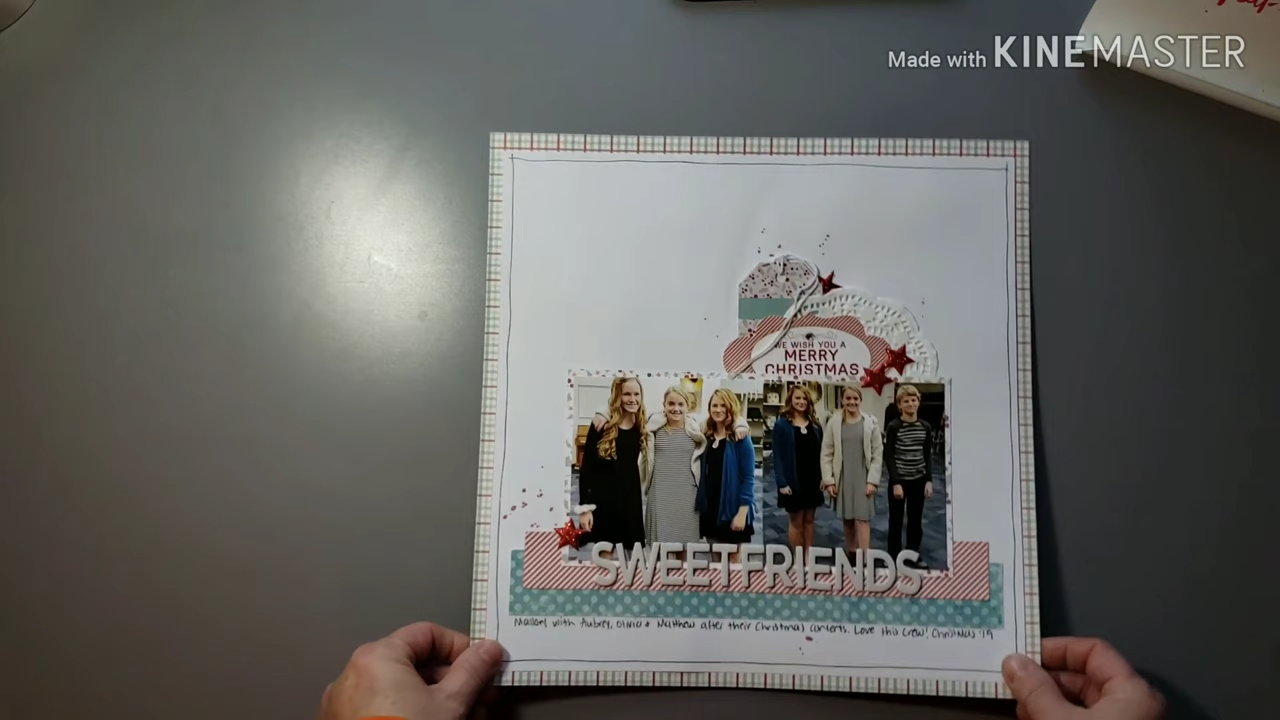 Made with KINEMASTER
WE WISH YOU A
MERRY
CHRISTMAS
SWEETFRIENDS
with Aubrey, Olivia & Matthew after their Christmas concerts. Love this crew! Christmas '19